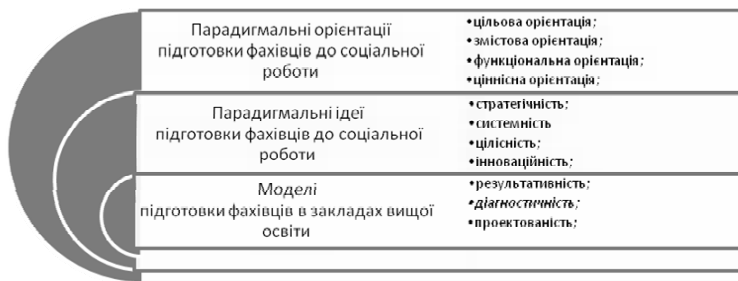 Парадигмальні орієнтації
підготовки фахівців до соціальної
роботи
•цільова орієнтація;
•змістова орієнтація;
•функціональна орієнтація;
•ціннісна орієнтація;
Парадигмальні ідеї
підготовки фахівців до соціальної
роботи
•стратегічність;
•системність
•цілісність;
•інноваційність;
Моделі
підготовки фахівців в закладах вищої
освіти
•результативність;
•діагностичність;
•проектованість;